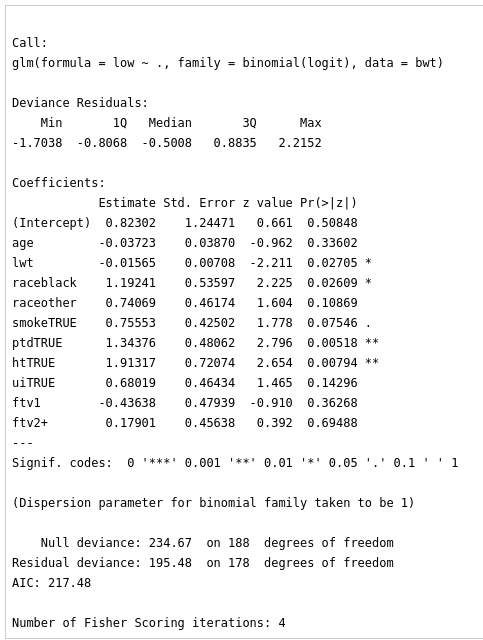 Call:
glm(formula = low ~ ., family = binomial(logit), data = bwt)
Deviance Residuals:
    Min       1Q   Median       3Q      Max
-1.7038  -0.8068  -0.5008   0.8835   2.2152
Coefficients:
            Estimate Std. Error z value Pr(>|z|)
(Intercept)  0.82302    1.24471   0.661  0.50848
age         -0.03723    0.03870  -0.962  0.33602
lwt         -0.01565    0.00708  -2.211  0.02705 *
raceblack    1.19241    0.53597   2.225  0.02609 *
raceother    0.74069    0.46174   1.604  0.10869
smokeTRUE    0.75553    0.42502   1.778  0.07546 .
ptdTRUE      1.34376    0.48062   2.796  0.00518 **
htTRUE       1.91317    0.72074   2.654  0.00794 **
uiTRUE       0.68019    0.46434   1.465  0.14296
ftv1        -0.43638    0.47939  -0.910  0.36268
ftv2+        0.17901    0.45638   0.392  0.69488
---
Signif. codes:  0 '***' 0.001 '**' 0.01 '*' 0.05 '.' 0.1 ' ' 1
(Dispersion parameter for binomial family taken to be 1)
    Null deviance: 234.67  on 188  degrees of freedom
Residual deviance: 195.48  on 178  degrees of freedom
AIC: 217.48
Number of Fisher Scoring iterations: 4